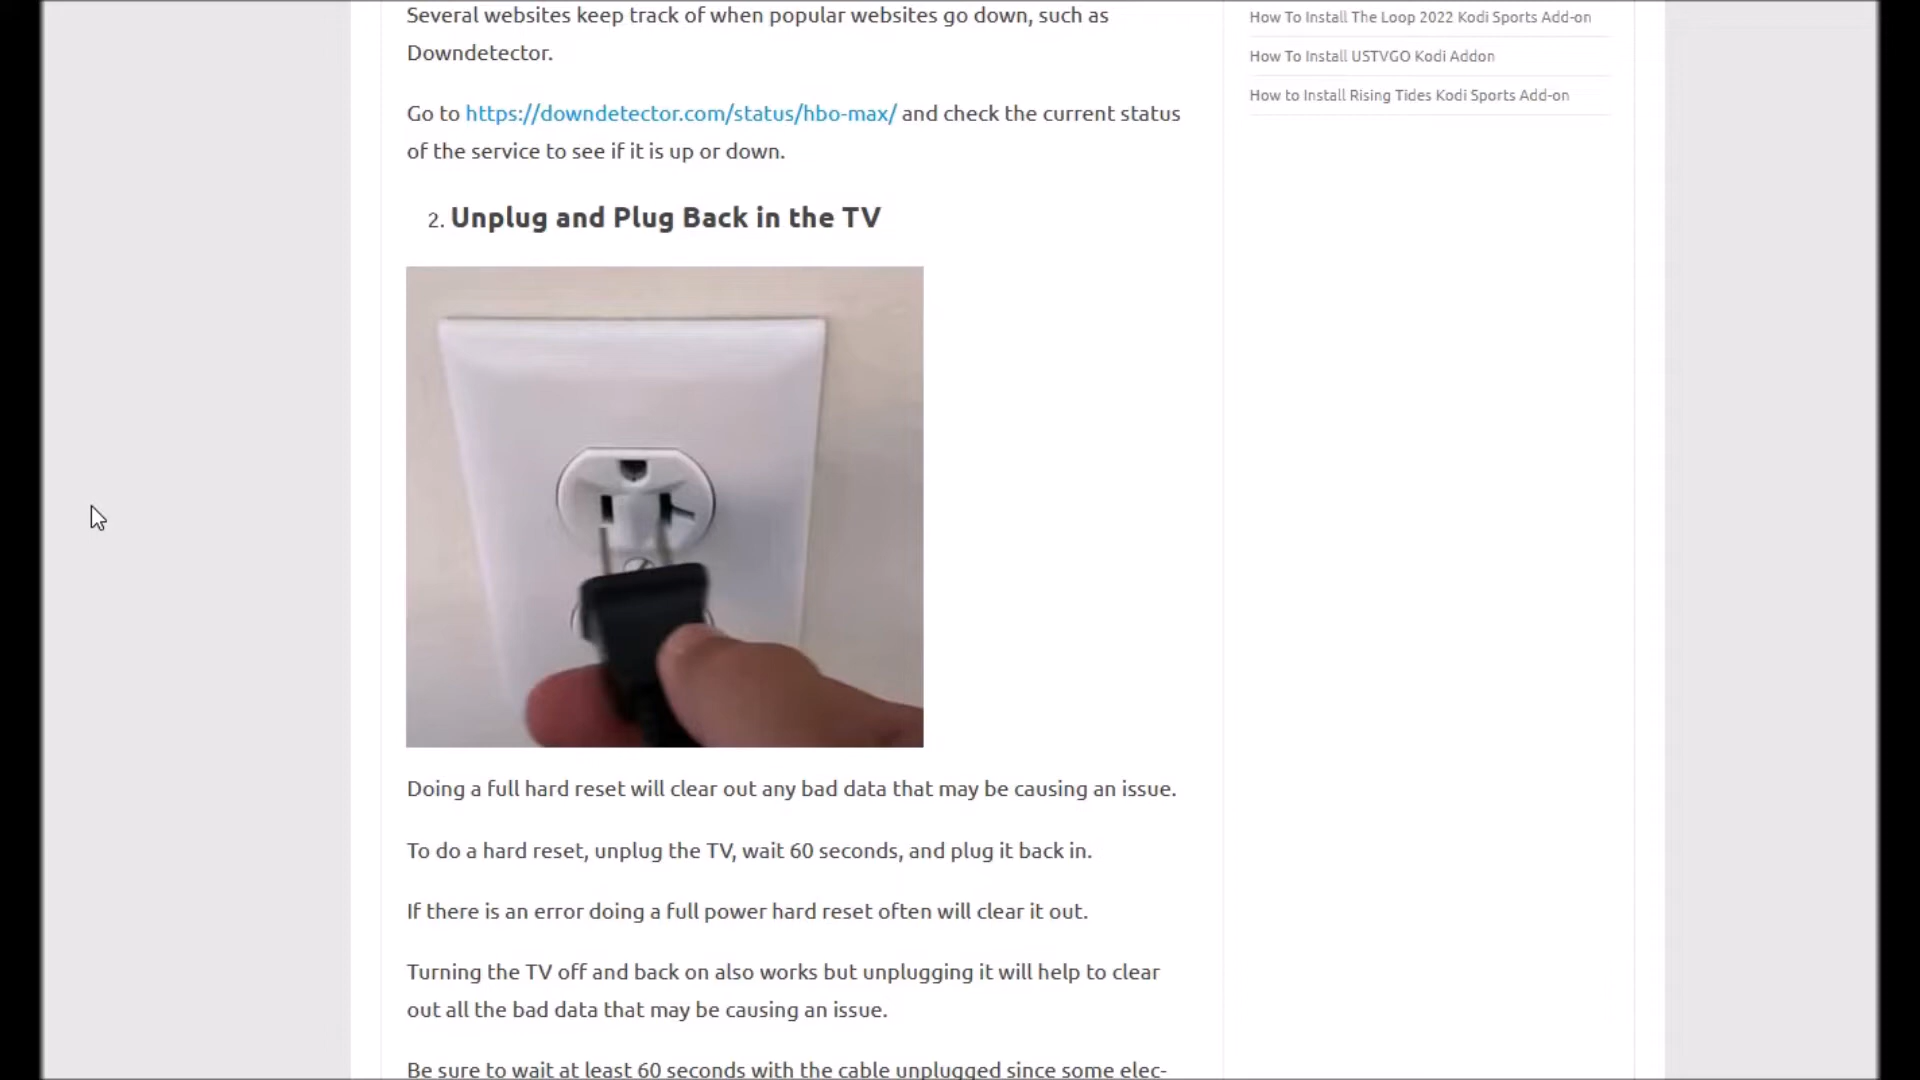 Several websites keep track of when popular websites go down, such as
Downdetector.
Go to https://downdetector.com/status/hbo-max/ and check the current status
of the service to see if it is up or down.
2. Unplug and Plug Back in the TV
Doing a full hard reset will clear out any bad data that may be causing an issue.
To do a hard reset, unplug the TV, wait 60 seconds, and plug it back in.
If there is an error doing a full power hard reset often will clear it out.
Turning the TV off and back on also works but unplugging it will help to clear
out all the bad data that may be causing an issue.
Be sure to wait at least 60 seconds with the cable unplugged since some elec-
How To Install The Loop 2022 Kodi Sports Add-on
How To Install USTVGO Kodi Addon
How to Install Rising Tides Kodi Sports Add-on